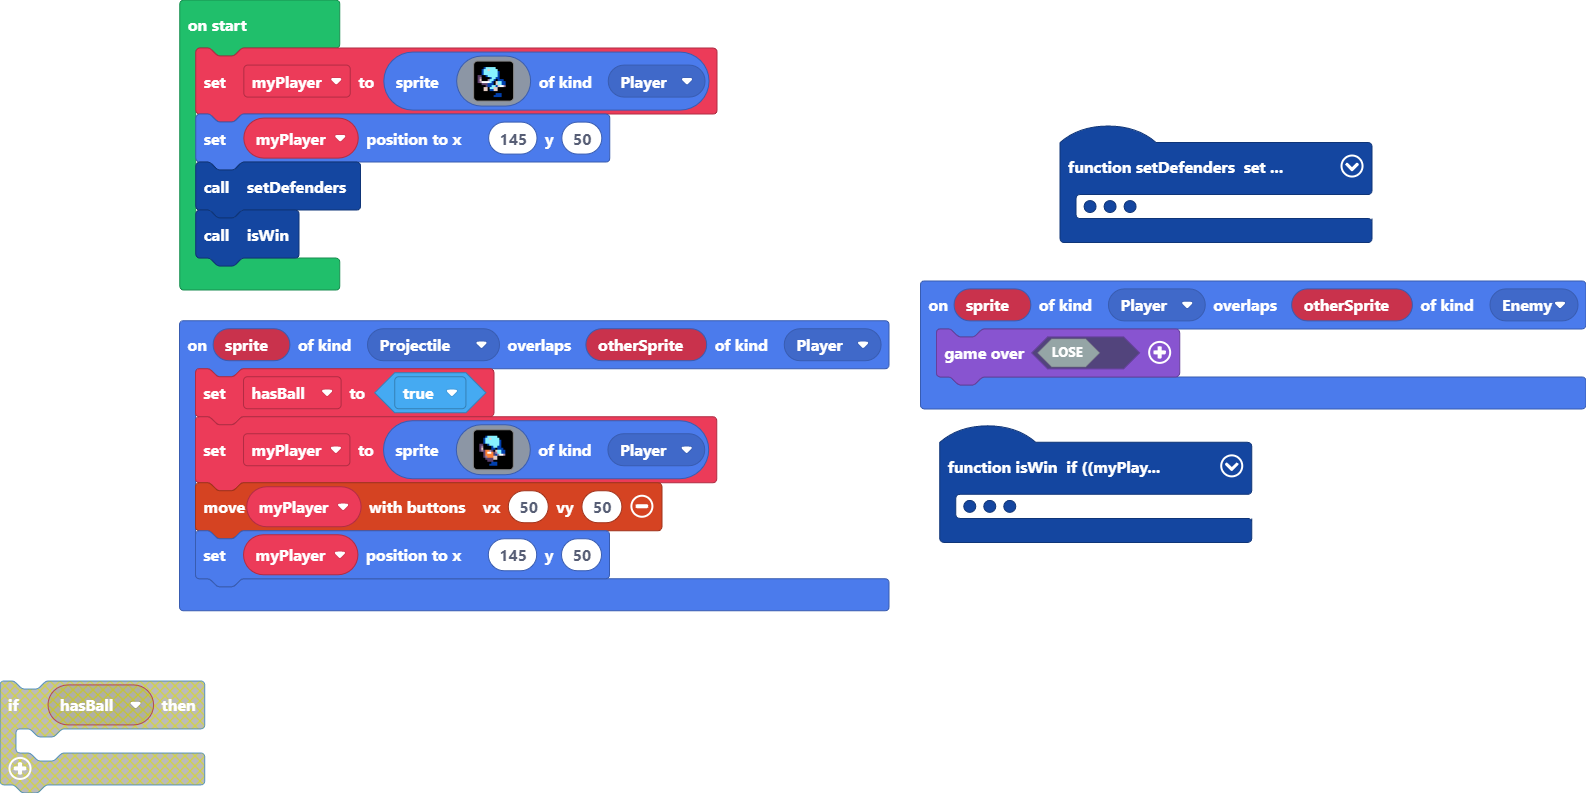 on start
set myPlayer to sprite of kind Player
set myPlayer position to x 145 y 50
call setDefenders
call isWin
function setDefenders set ...
on sprite of kind Player overlaps otherSprite of kind Enemy
game over LOSE
on sprite of kind Projectile overlaps otherSprite of kind Player
set hasBall to true
set myPlayer to sprite of kind Player
move myPlayer with buttons vx 50 vy 50
set myPlayer position to x 145 y 50
function isWin if ((myPlay...
if hasBall then